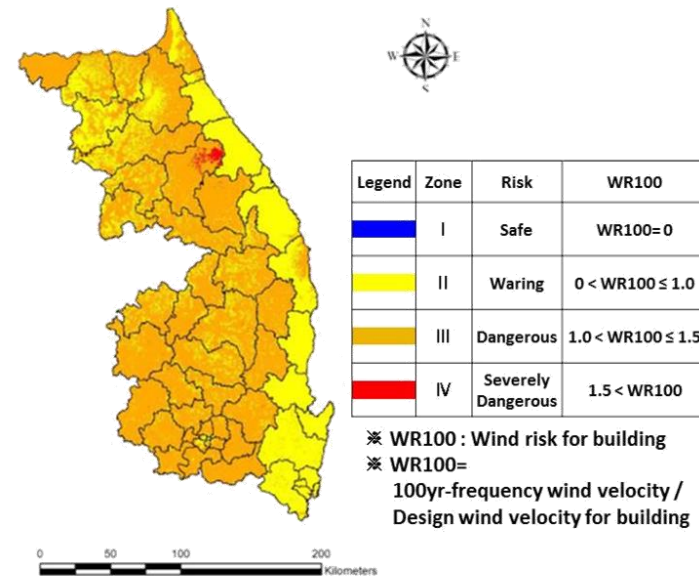 N
W E
S
Legend Zone Risk WR100
I Safe WR100= 0
II Waring 0 < WR100 ≤ 1.0
III Dangerous 1.0 < WR100 ≤ 1.5
IV Severely Dangerous 1.5 < WR100
※ WR100 : Wind risk for building
※ WR100=
100yr-frequency wind velocity /
Design wind velocity for building
0 50 100 200
Kilometers